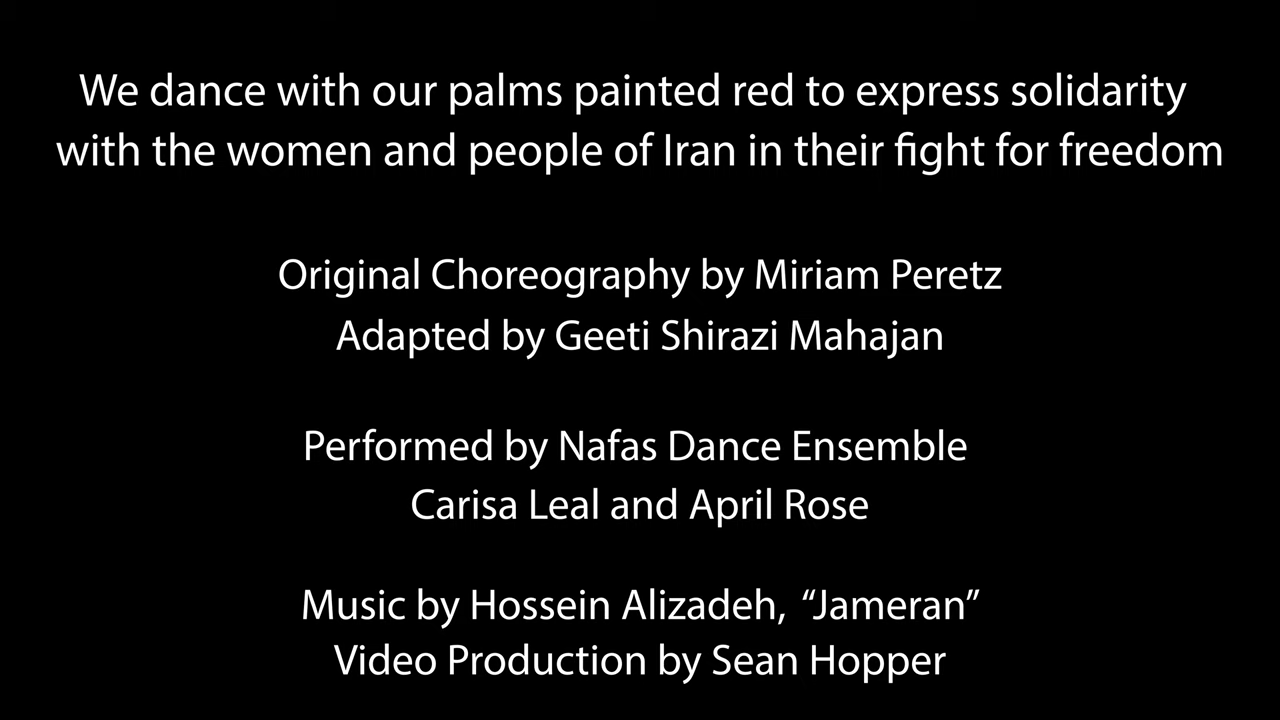 We dance with our palms painted red to express solidarity
with the women and people of Iran in their fight for freedom
Original Choreography by Miriam Peretz
Adapted by Geeti Shirazi Mahajan
Performed by Nafas Dance Ensemble
Carisa Leal and April Rose
Music by Hossein Alizadeh, “Jameran”
Video Production by Sean Hopper